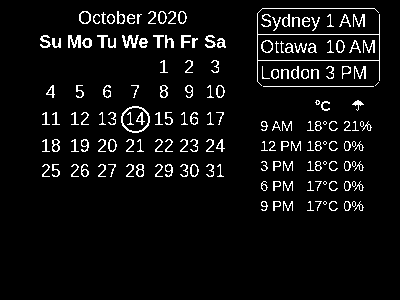 October 2020
Su Mo Tu We Th Fr Sa
1 2 3
4 5 6 7 8 9 10
11 12 13 14 15 16 17
18 19 20 21 22 23 24
25 26 27 28 29 30 31
Sydney 1 AM
Ottawa 10 AM
London 3 PM
°C ☂
9 AM 18°C 21%
12 PM 18°C 0%
3 PM 18°C 0%
6 PM 17°C 0%
9 PM 17°C 0%